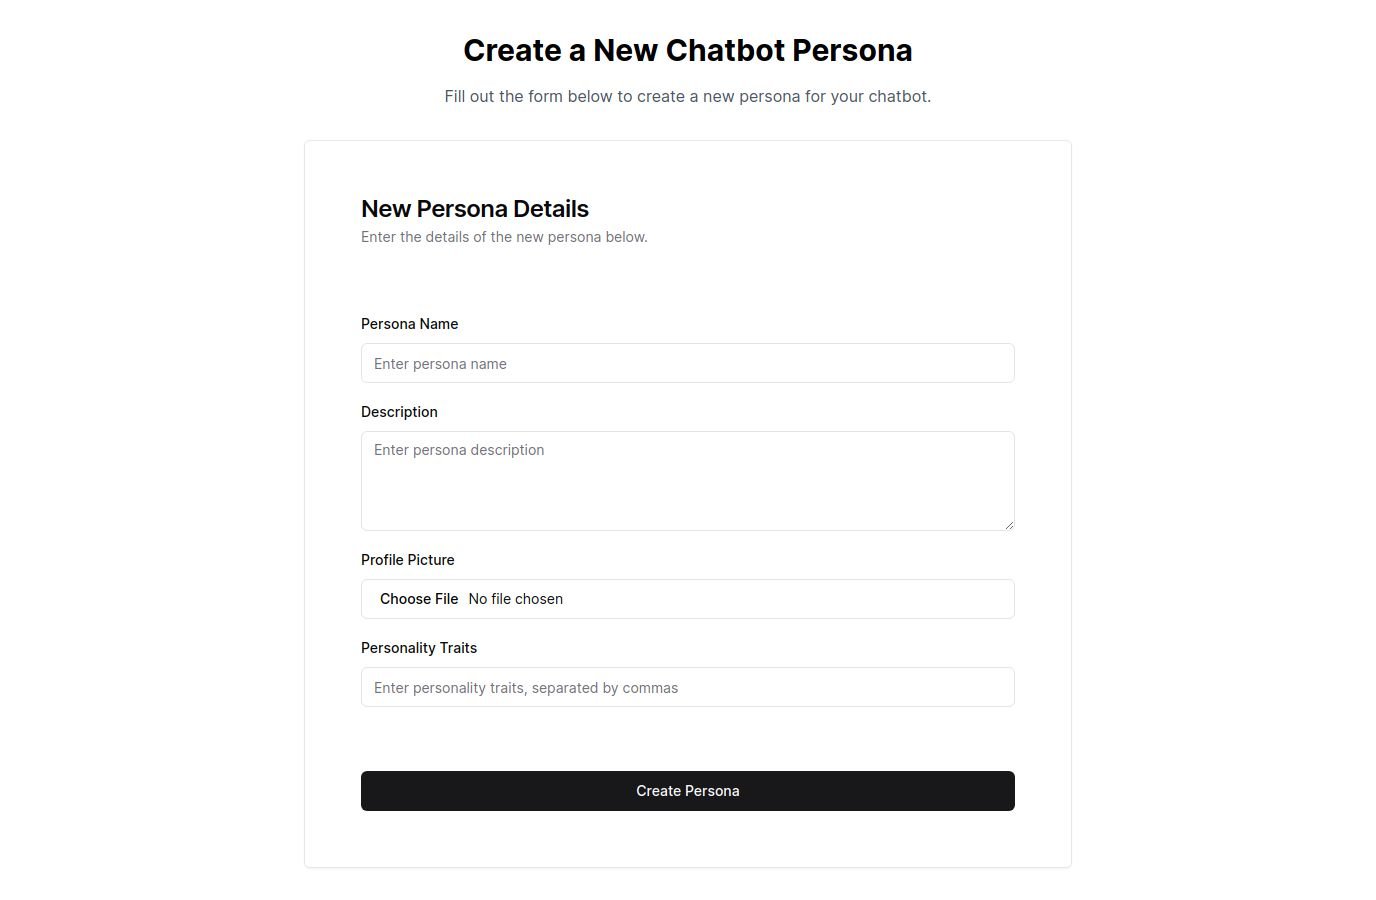 Create a New Chatbot Persona
Fill out the form below to create a new persona for your chatbot.
New Persona Details
Enter the details of the new persona below.
Persona Name
Enter persona name
Description
Enter persona description
Profile Picture
Choose File No file chosen
Personality Traits
Enter personality traits, separated by commas
Create Persona